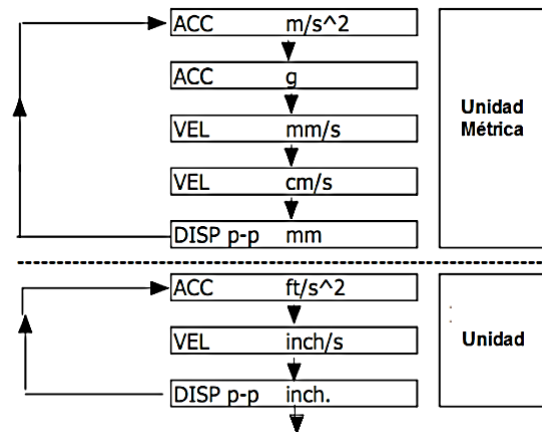 ACC m/s^2
ACC g
VEL mm/s
VEL cm/s
DISP p-p mm
Unidad
Métrica
ACC ft/s^2
VEL inch/s
DISP p-p inch.
Unidad